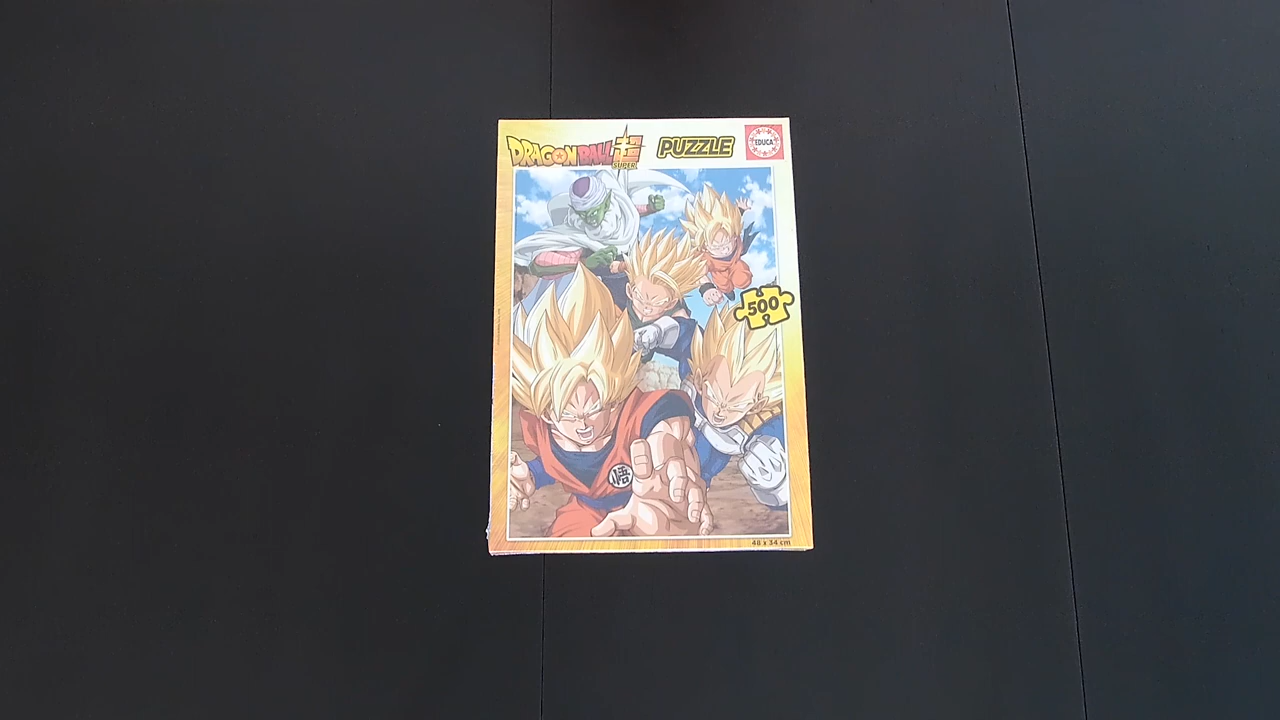 DRAGON BALL 超
SUPER
PUZZLE
EDUCA
500
悟
48 x 34 cm